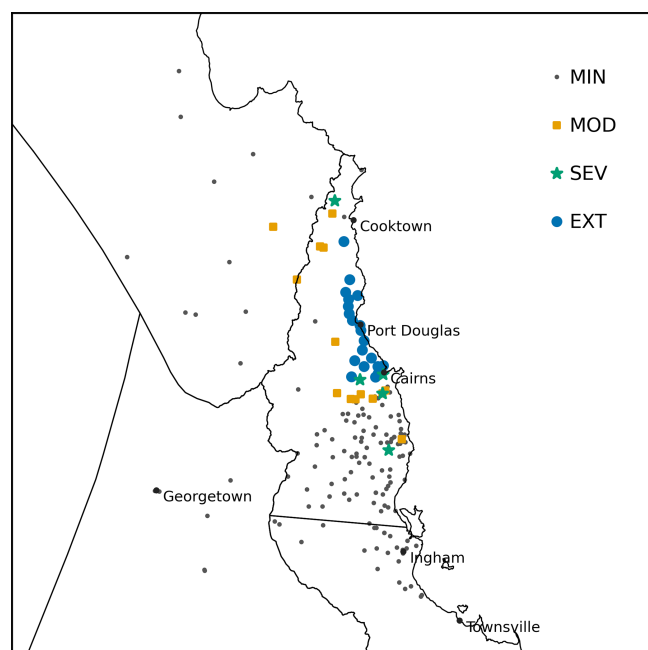 MIN
MOD
SEV
EXT
Cooktown
Port Douglas
Cairns
Georgetown
Ingham
Townsville